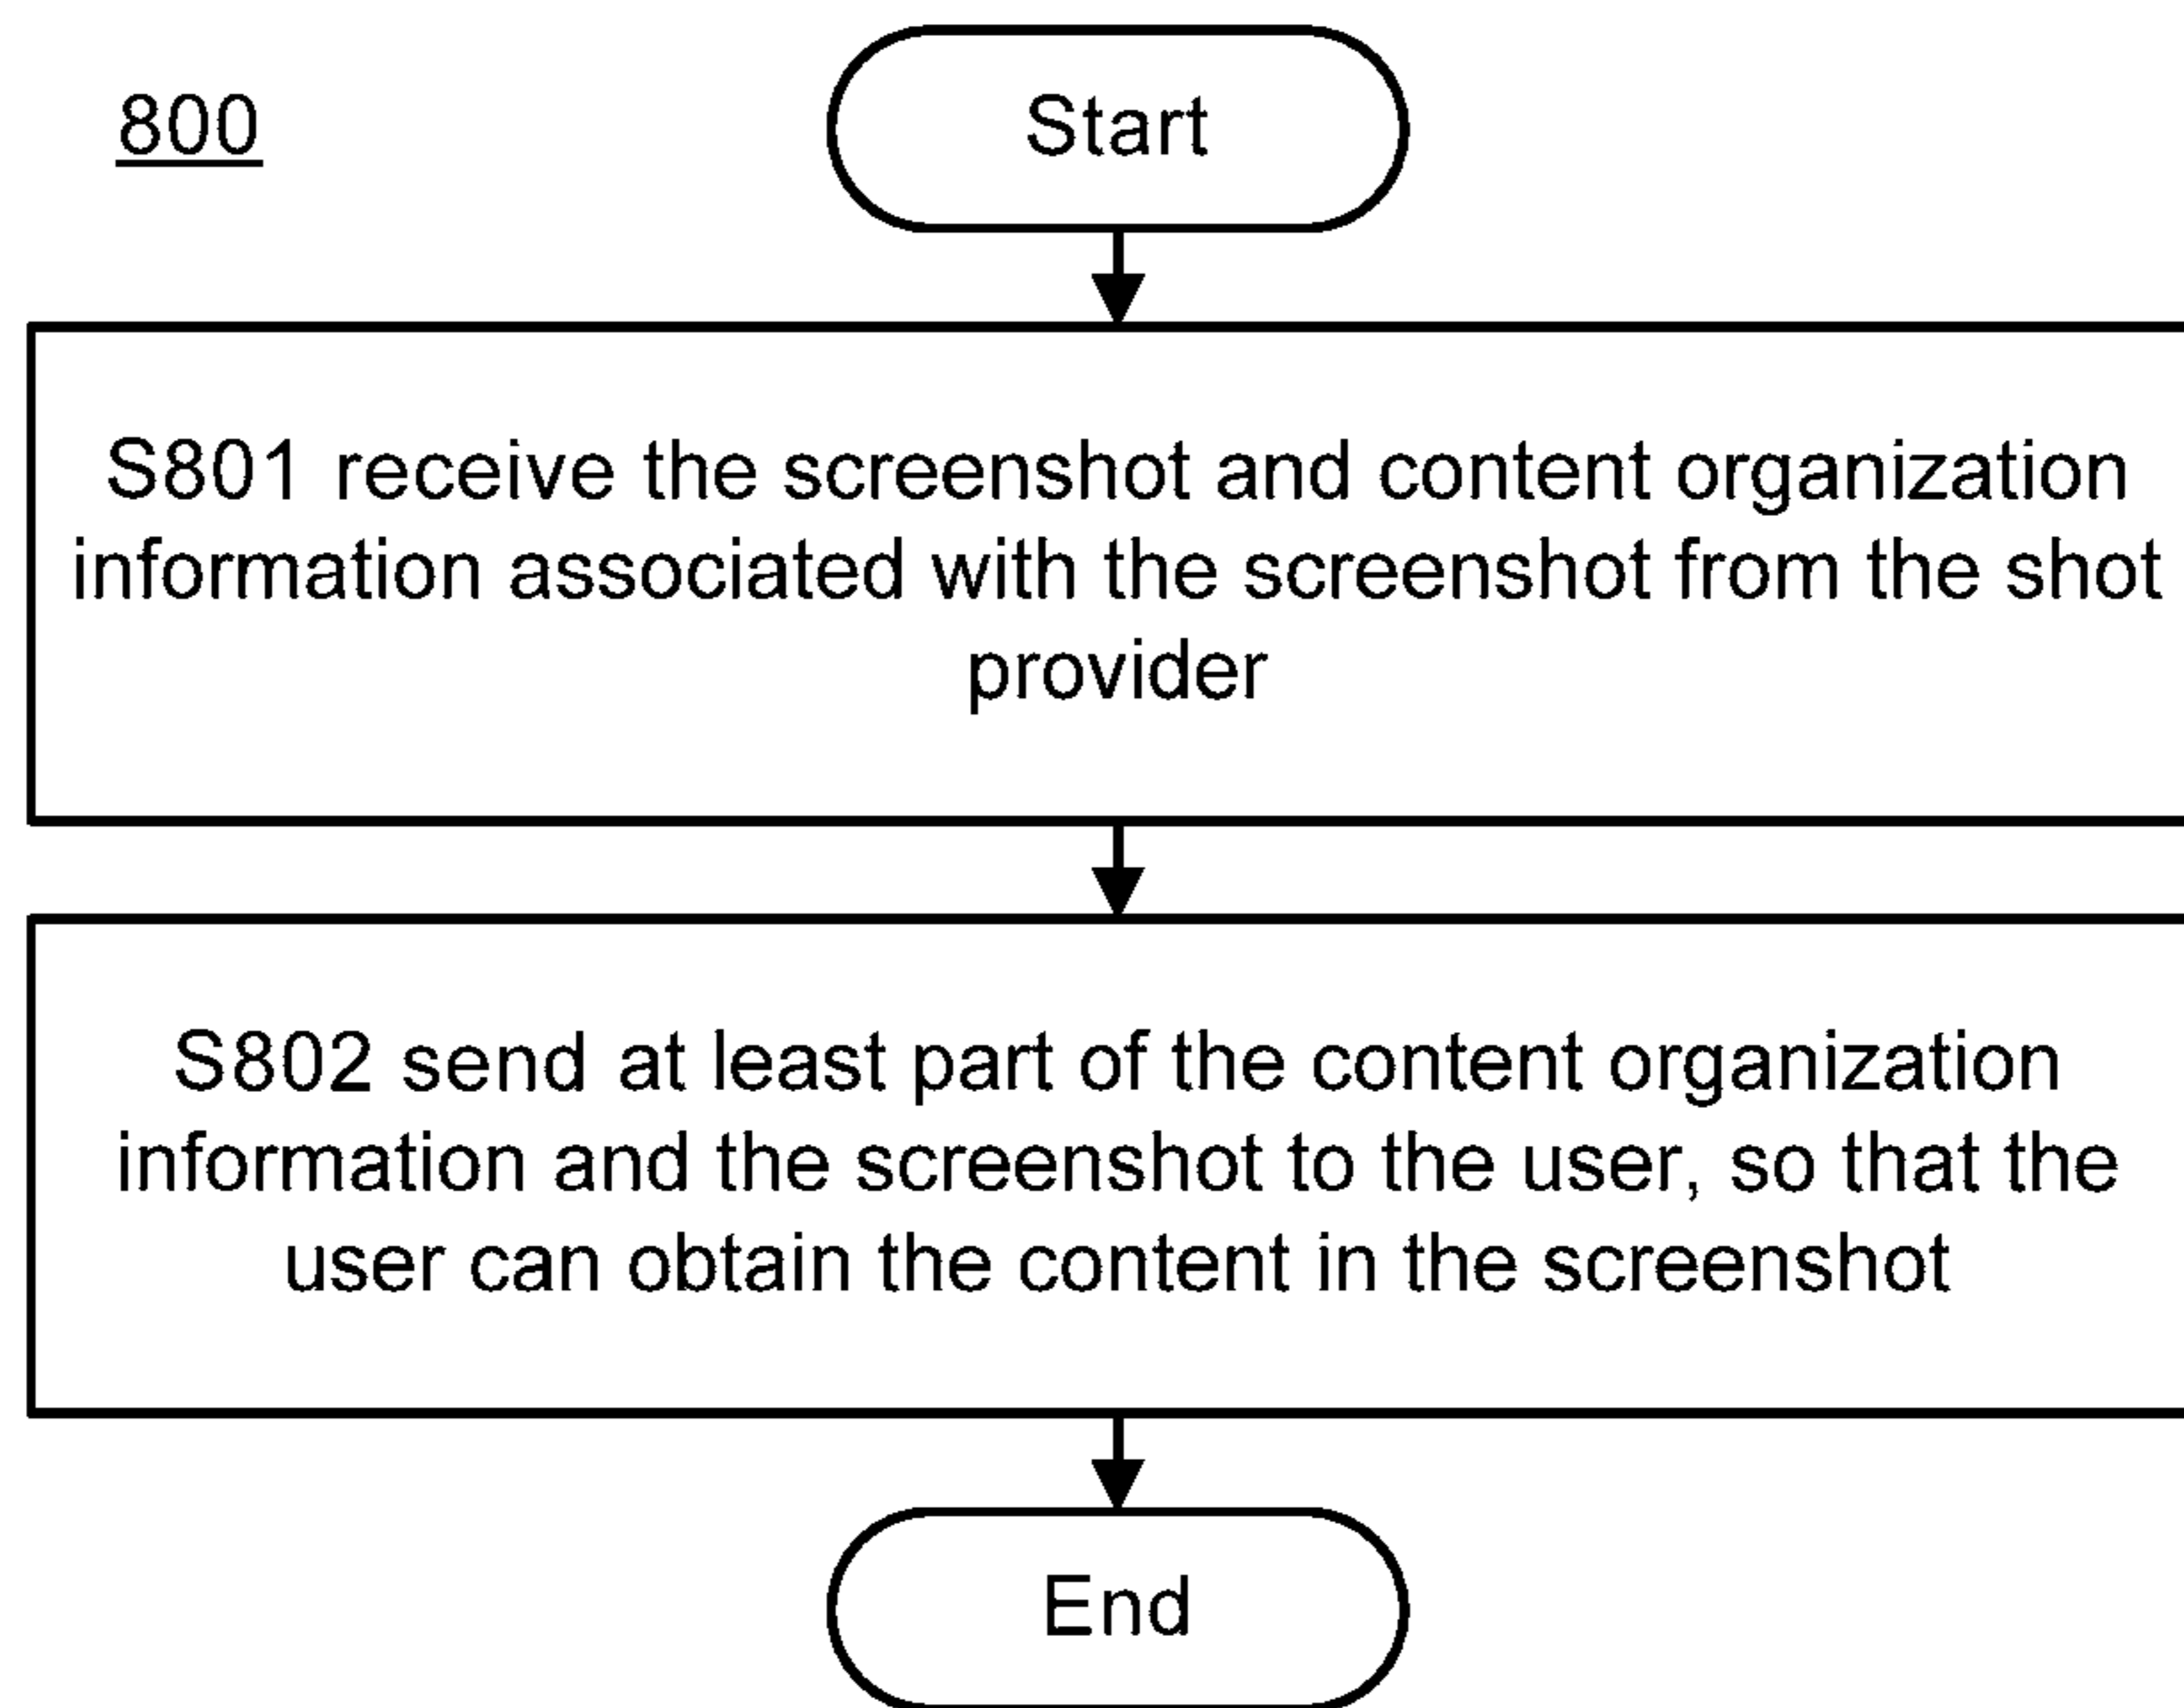 800
Start
S801 receive the screenshot and content organization
information associated with the screenshot from the shot
provider
S802 send at least part of the content organization
information and the screenshot to the user, so that the
user can obtain the content in the screenshot
End